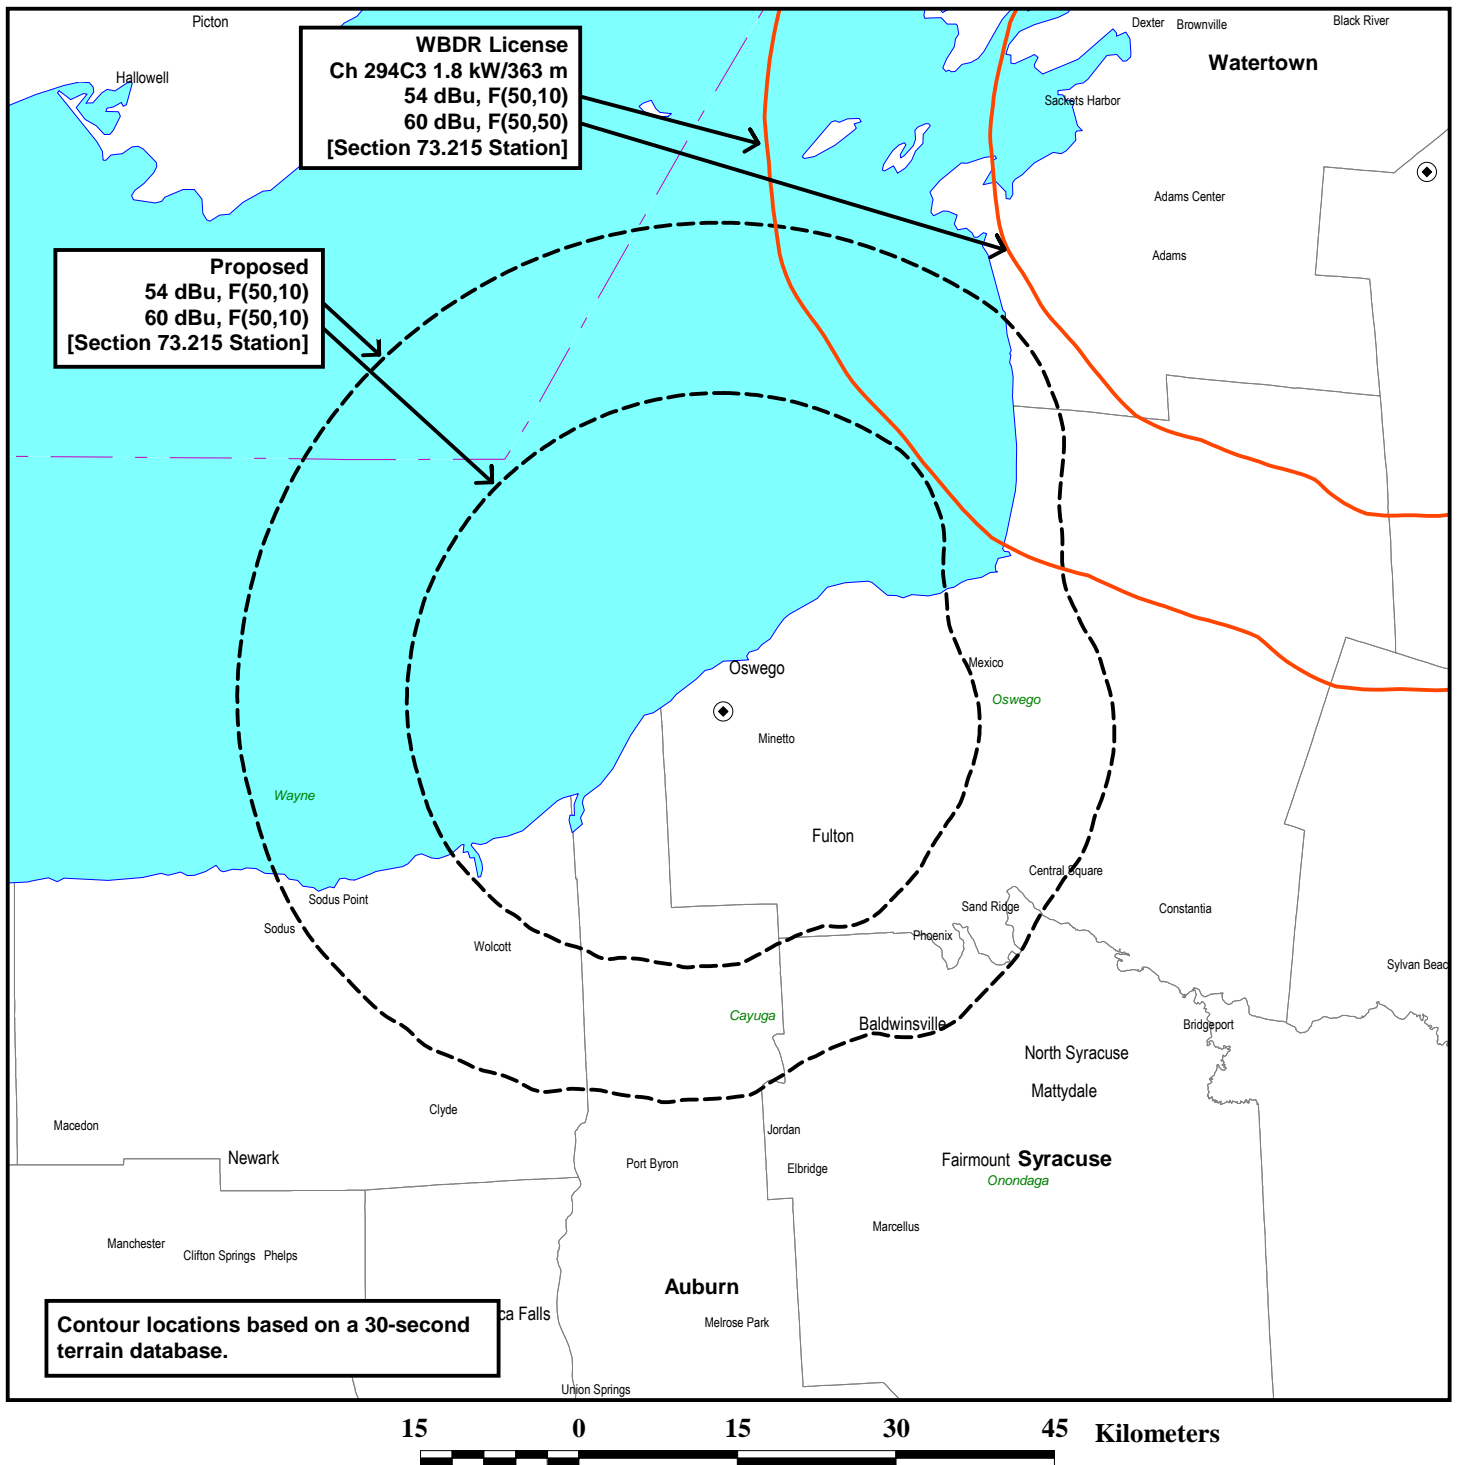 Picton
Dexter
Brownville
Black River
WBDR License
Ch 294C3 1.8 kW/363 m
54 dBu, F(50,10)
60 dBu, F(50,50)
[Section 73.215 Station]
Watertown
Hallowell
Sackets Harbor
Adams Center
Adams
Proposed
54 dBu, F(50,10)
60 dBu, F(50,10)
[Section 73.215 Station]
Oswego
Mexico
Oswego
Minetto
Wayne
Fulton
Central Square
Sodus Point
Sand Ridge
Constantia
Sodus
Wolcott
Phoenix
Sylvan Beac
Cayuga
Baldwinsville
Bridgeport
North Syracuse
Mattydale
Clyde
Macedon
Jordan
Newark
Port Byron
Elbridge
Fairmount
Syracuse
Onondaga
Marcellus
Manchester
Clifton Springs
Phelps
Auburn
ca Falls
Melrose Park
Contour locations based on a 30-second
terrain database.
Union Springs
15 0 15 30 45 Kilometers